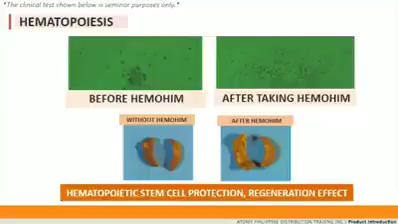 "The clinical test shown below is seminar purposes only."
HEMATOPOIESIS
BEFORE HEMOHIM
AFTER TAKING HEMOHIM
WITHOUT HEMOHIM
AFTER HEMOHIM
HEMATOPOIETIC STEM CELL PROTECTION, REGENERATION EFFECT
ATOMY PHILIPPINE DISTRIBUTION TRADING INC | Product Introduction